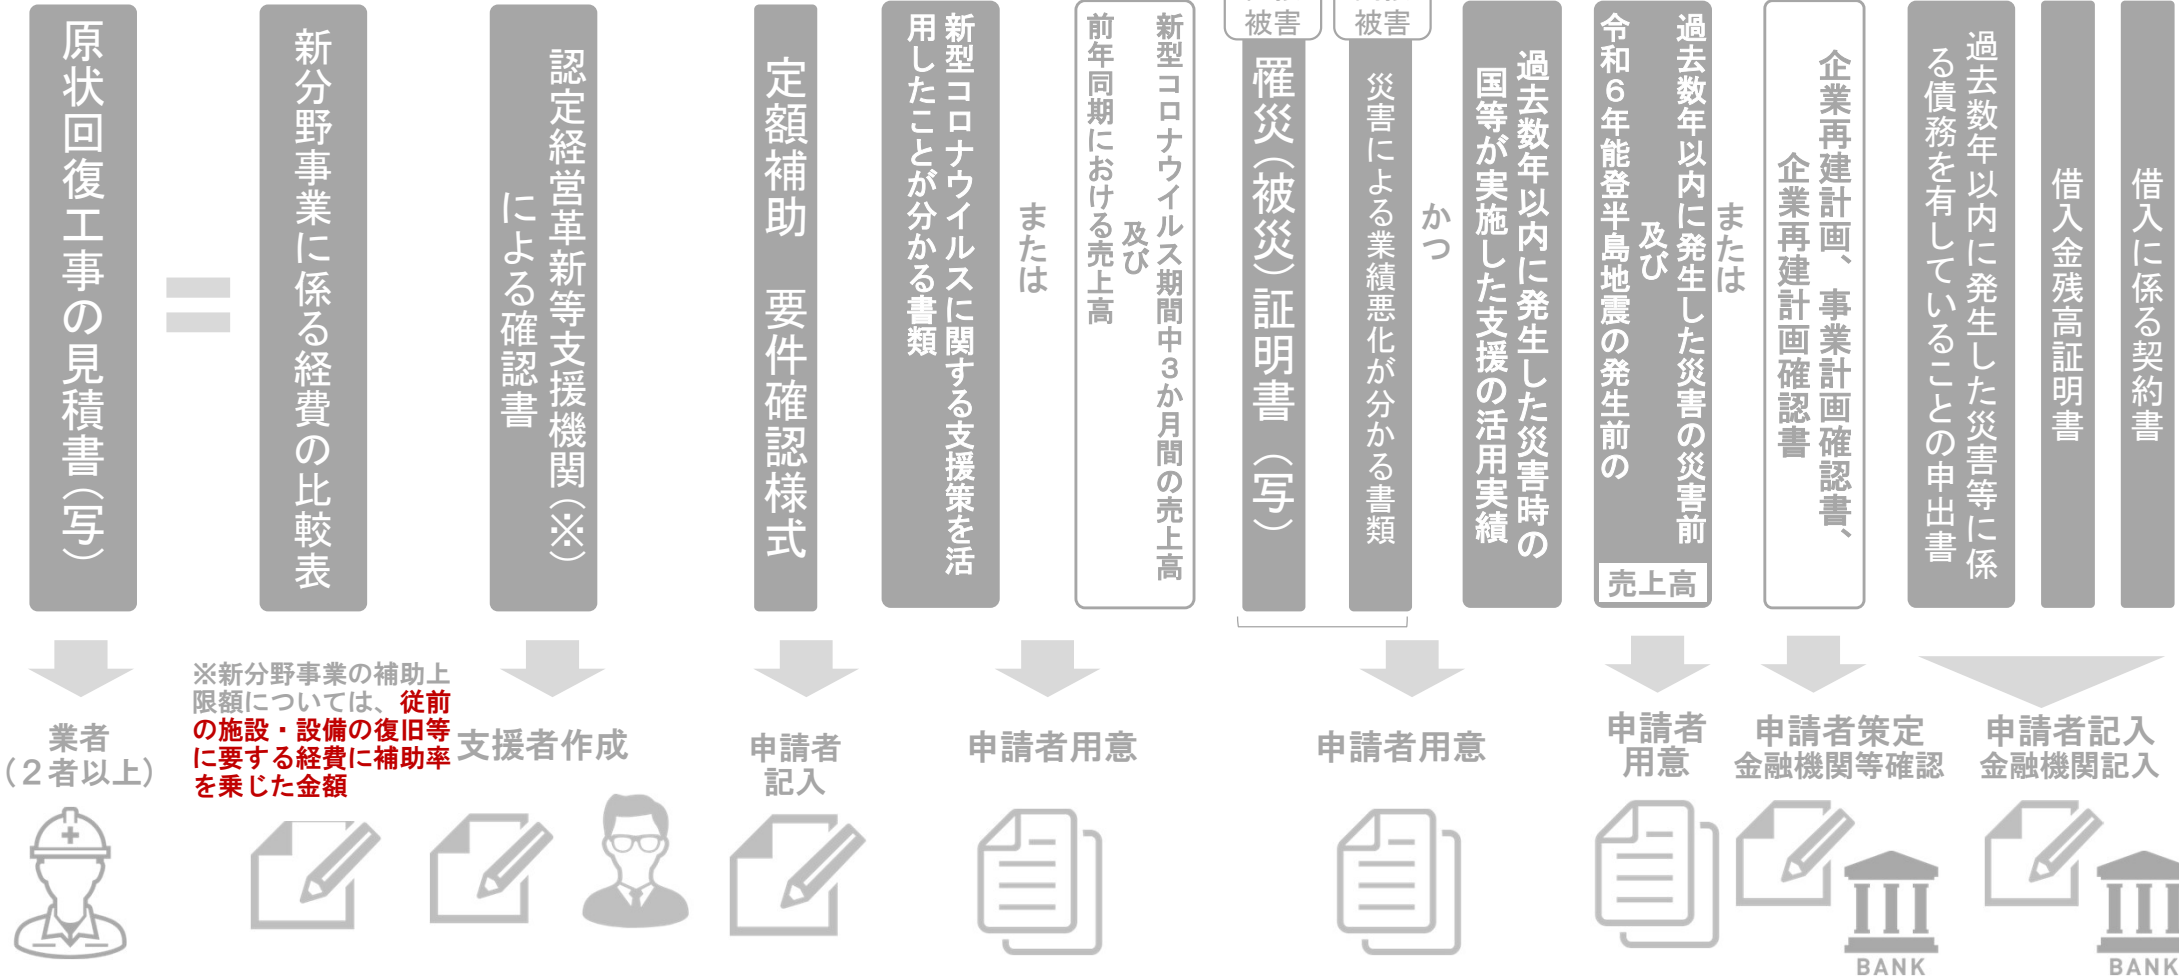 原状回復工事の見積書（写）
新分野事業に係る経費の比較表
認定経営革新等支援機関（※）
による確認書
定額補助　要件確認様式
新型コロナウイルスに関する支援策を活
用したことが分かる書類
または
新型コロナウイルス期間中３か月間の売上高
及び
前年同期における売上高
被害
罹災（被災）証明書（写）
被害
災害による業績悪化が分かる書類
かつ
過去数年以内に発生した災害時の
国等が実施した支援の活用実績
過去数年以内に発生した災害の災害前
及び
令和６年能登半島地震の発生前の
売上高
または
企業再建計画、事業計画確認書、
企業再建計画確認書
過去数年以内に発生した災害等に係
る債務を有していることの申出書
借入金残高証明書
借入に係る契約書
業者
（２者以上）
※新分野事業の補助上
限額については、従前
の施設・設備の復旧等
に要する経費に補助率
を乗じた金額
支援者作成
申請者
記入
申請者用意
申請者用意
申請者
用意
申請者策定
金融機関等確認
申請者記入
金融機関記入
BANK
BANK